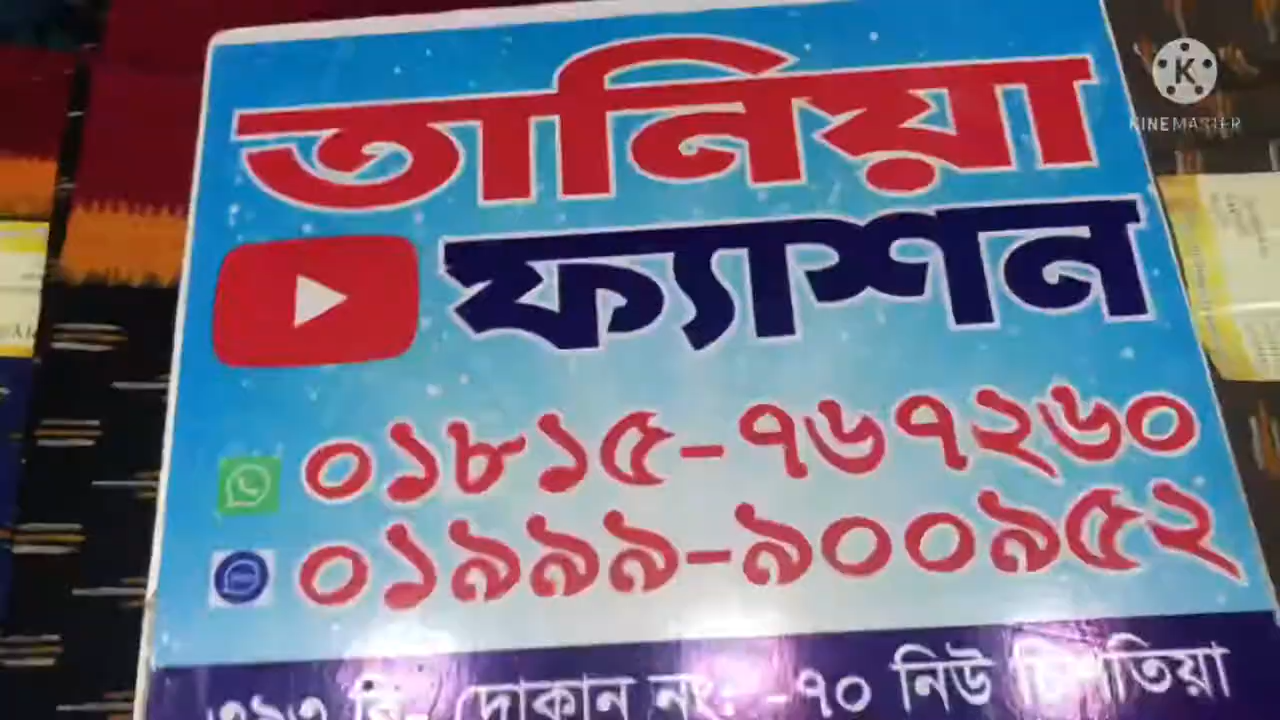 তানিয়া
ফ্যাশন
০১৮১৫-৭৬৭২৬০
০১৯৯৯-৯০০৯৫২
দোকান নং: -৭০ নিউ
K
KINEMASTER